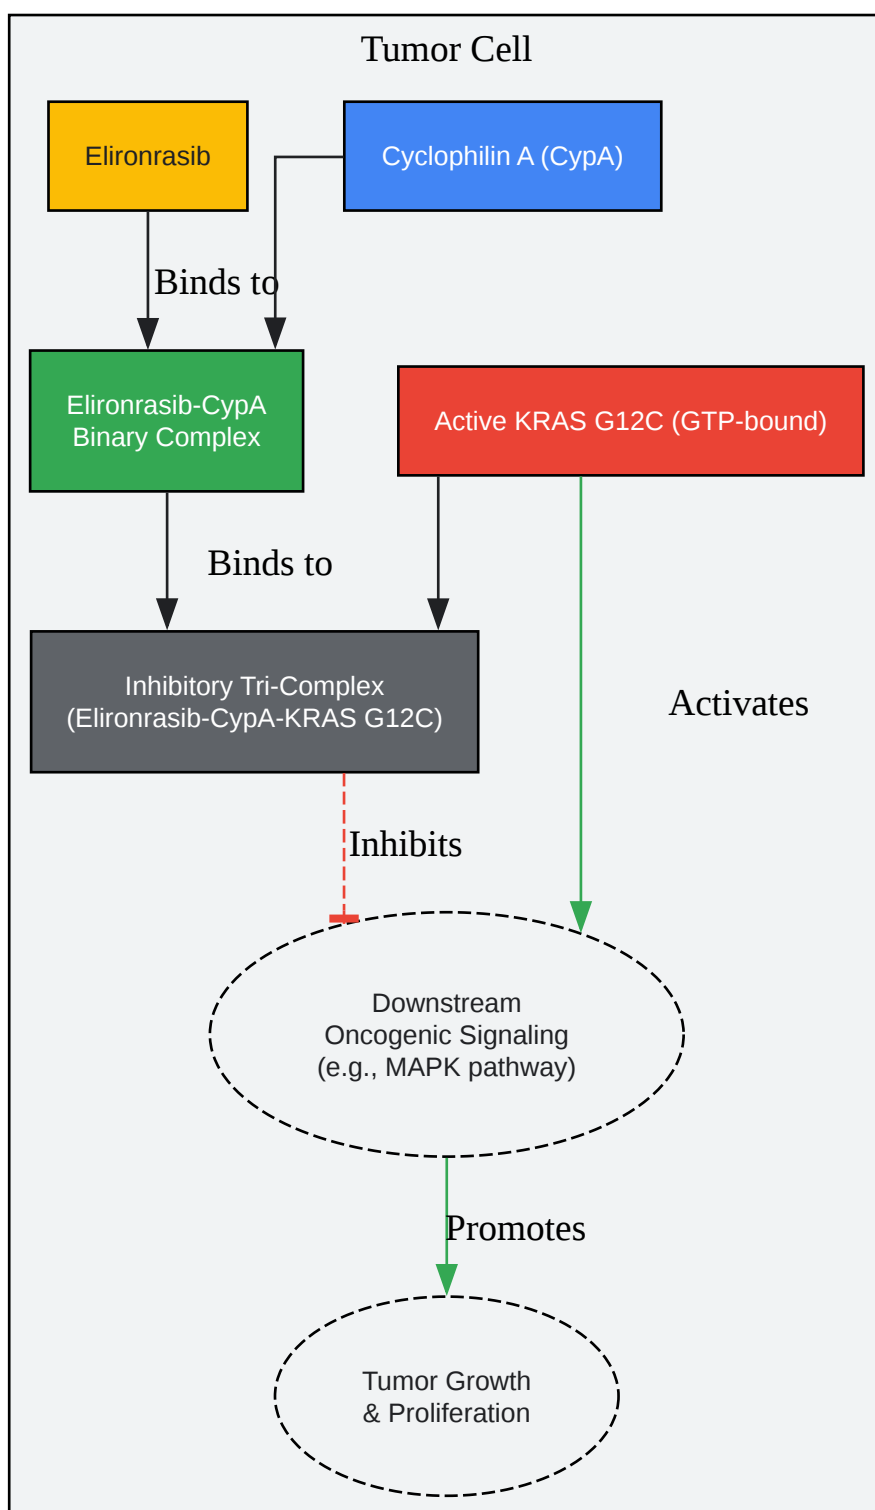 Tumor Cell
Elironrasib
Cyclophilin A (CypA)
Binds to
Elironrasib-CypA
Binary Complex
Active KRAS G12C (GTP-bound)
Binds to
Inhibitory Tri-Complex
(Elironrasib-CypA-KRAS G12C)
Activates
Inhibits
Downstream
Oncogenic Signaling
(e.g., MAPK pathway)
Promotes
Tumor Growth
& Proliferation